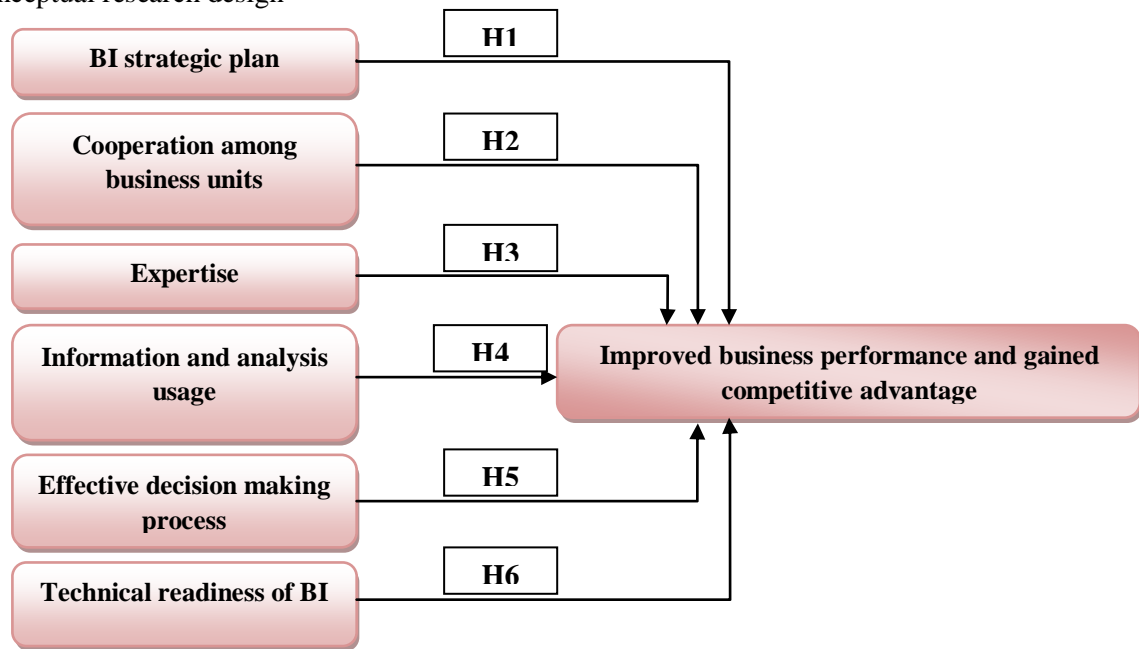 nceptual research design
BI strategic plan
H1
Cooperation among
business units
H2
Expertise
H3
Information and analysis
usage
H4
Improved business performance and gained
competitive advantage
Effective decision making
process
H5
Technical readiness of BI
H6